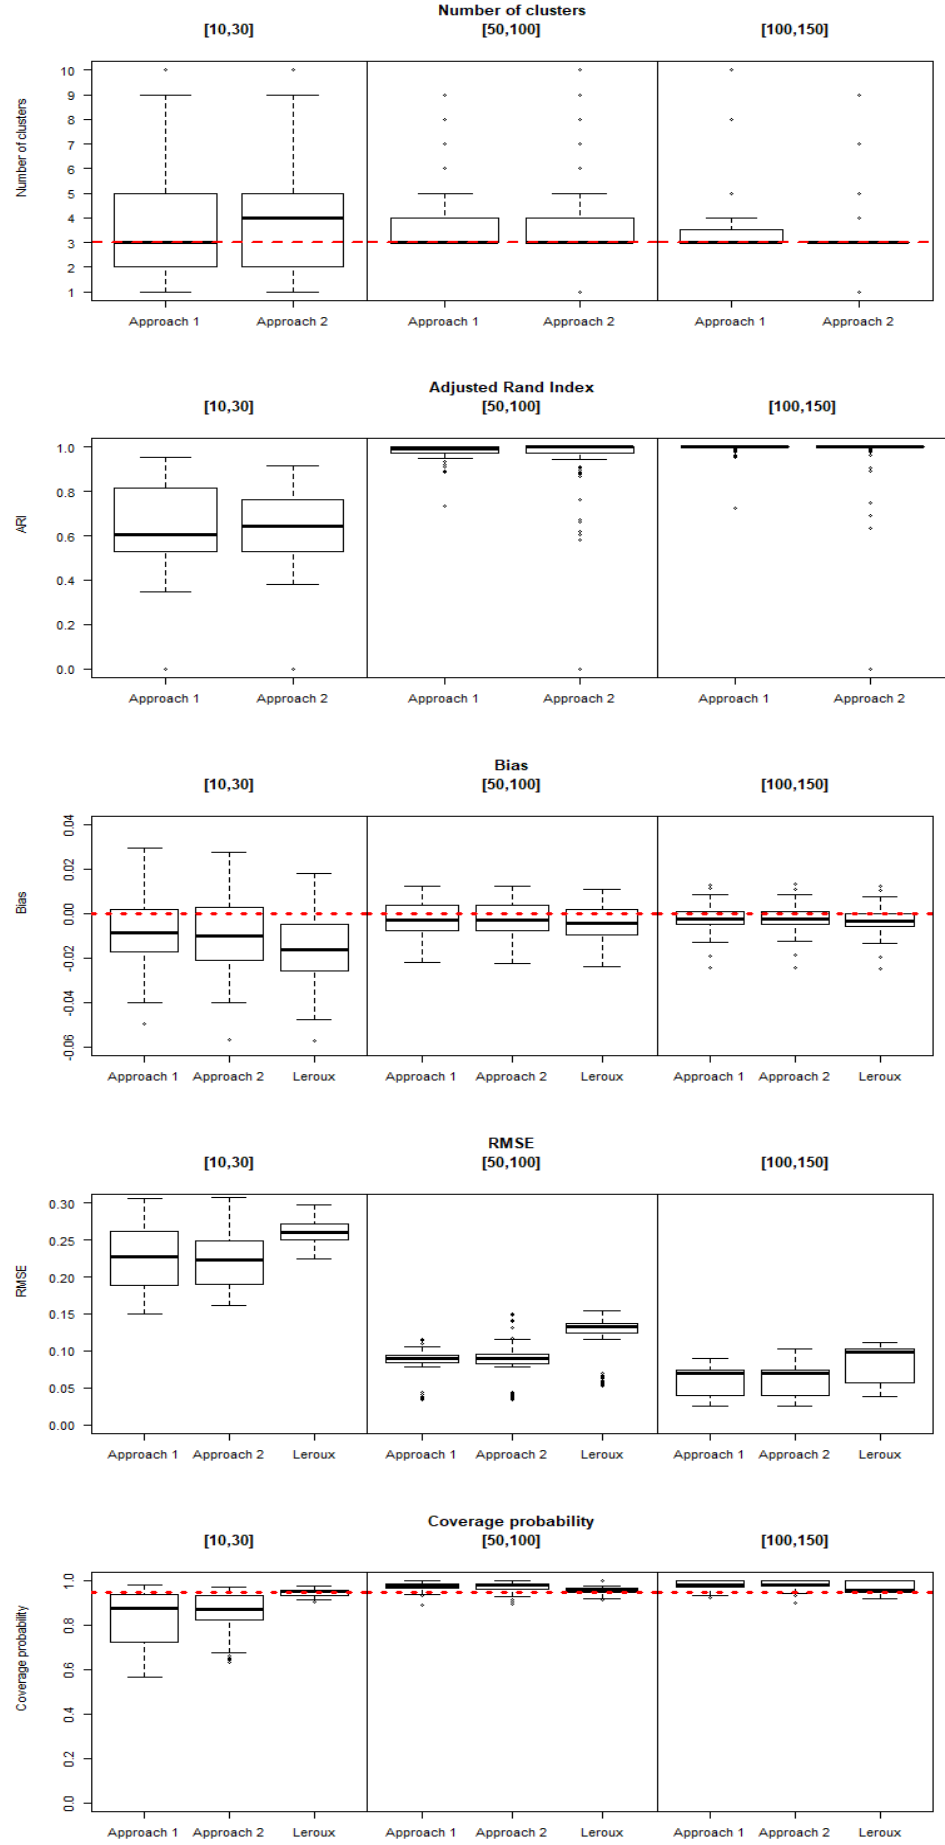 Number of clusters
[10,30] [50,100] [100,150]
Number of clusters
10
9
8
7
6
5
4
3
2
1
Approach 1 Approach 2 Approach 1 Approach 2 Approach 1 Approach 2
Adjusted Rand Index
[10,30] [50,100] [100,150]
ARI
1.0
0.8
0.6
0.4
0.2
0.0
Approach 1 Approach 2 Approach 1 Approach 2 Approach 1 Approach 2
Bias
[10,30] [50,100] [100,150]
Bias
0.04
0.02
0.00
-0.02
-0.04
-0.06
Approach 1 Approach 2 Leroux Approach 1 Approach 2 Leroux Approach 1 Approach 2 Leroux
RMSE
[10,30] [50,100] [100,150]
RMSE
0.30
0.25
0.20
0.15
0.10
0.05
0.00
Approach 1 Approach 2 Leroux Approach 1 Approach 2 Leroux Approach 1 Approach 2 Leroux
Coverage probability
[10,30] [50,100] [100,150]
Coverage probability
1.0
0.8
0.6
0.4
0.2
0.0
Approach 1 Approach 2 Leroux Approach 1 Approach 2 Leroux Approach 1 Approach 2 Leroux